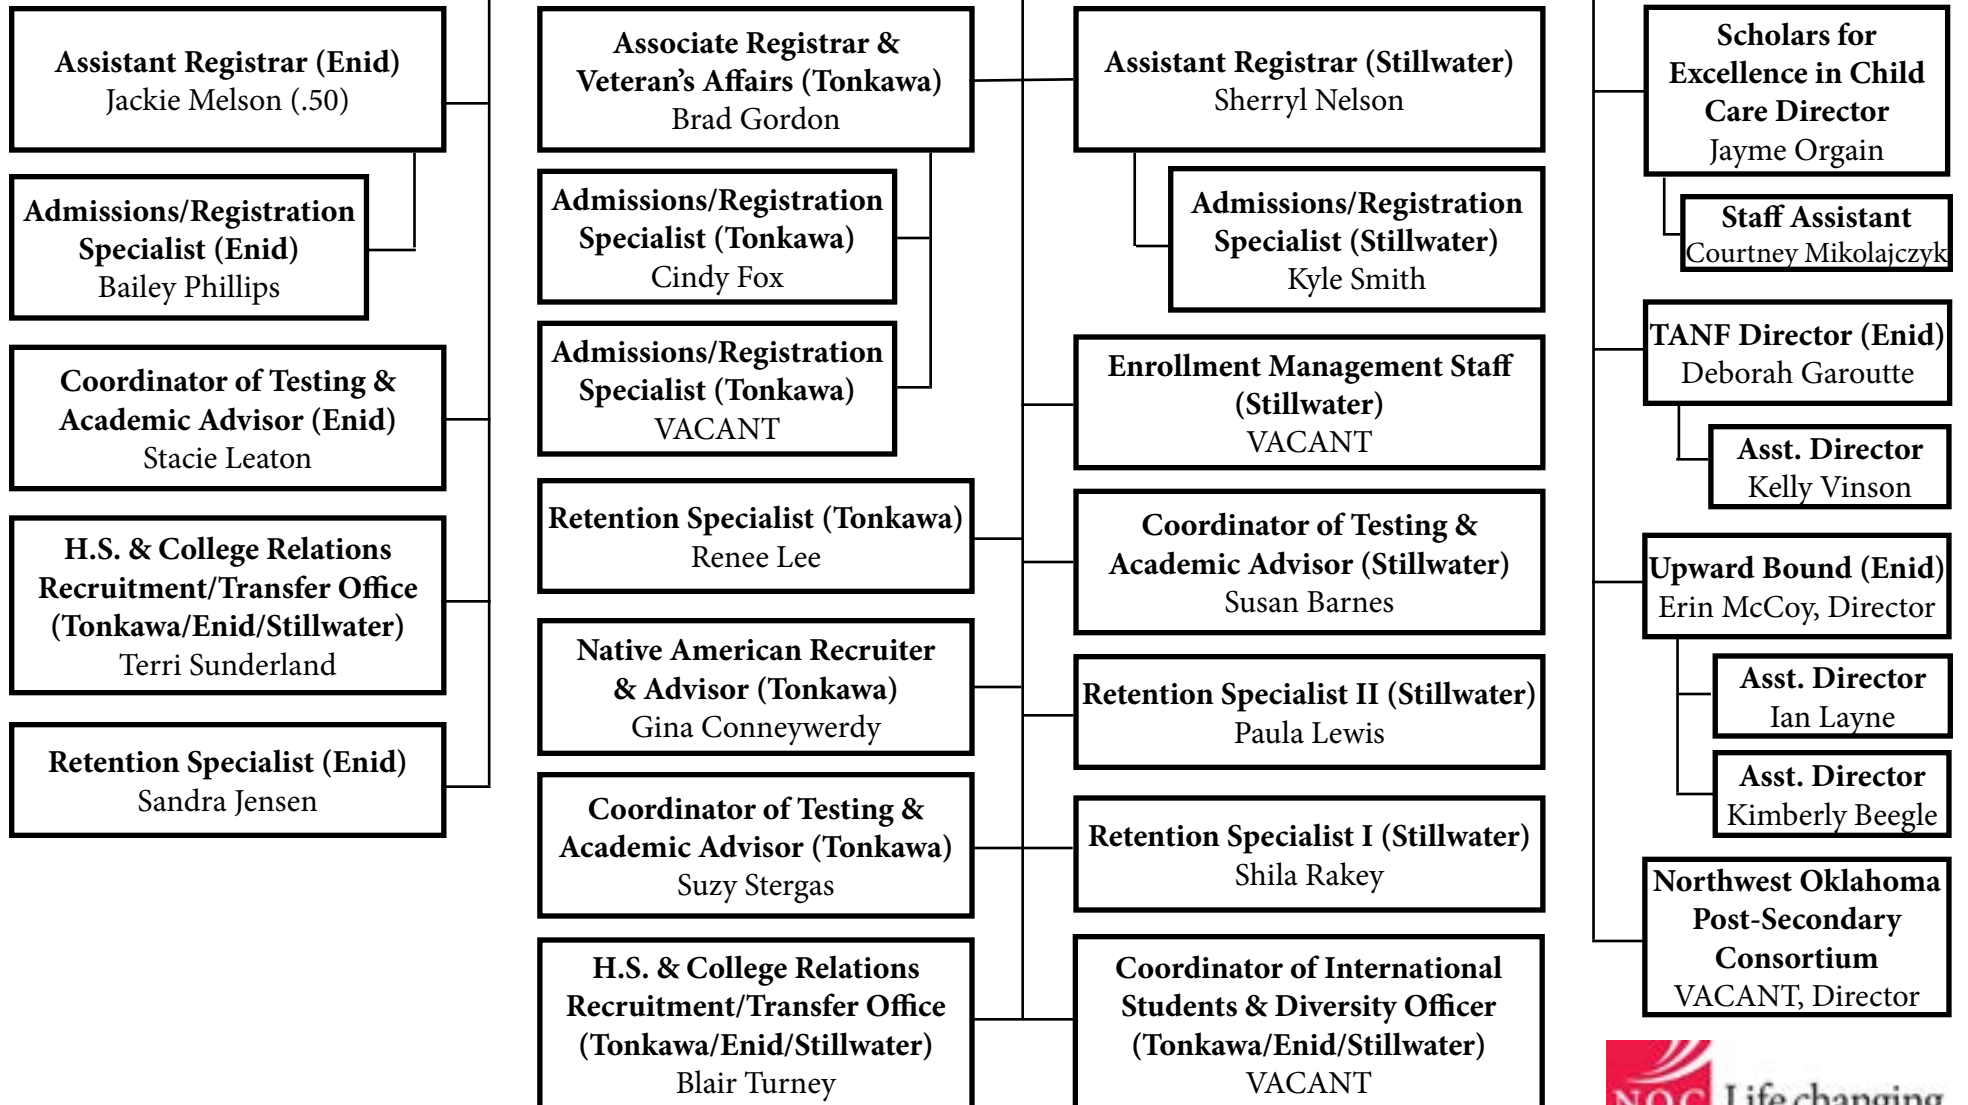 Assistant Registrar (Enid)
Jackie Melson (.50)
Admissions/Registration
Specialist (Enid)
Bailey Phillips
Coordinator of Testing &
Academic Advisor (Enid)
Stacie Leaton
H.S. & College Relations
Recruitment/Transfer Office
(Tonkawa/Enid/Stillwater)
Terri Sunderland
Retention Specialist (Enid)
Sandra Jensen
Associate Registrar &
Veteran’s Affairs (Tonkawa)
Brad Gordon
Admissions/Registration
Specialist (Tonkawa)
Cindy Fox
Admissions/Registration
Specialist (Tonkawa)
VACANT
Retention Specialist (Tonkawa)
Renee Lee
Native American Recruiter
& Advisor (Tonkawa)
Gina Conneywerdy
Coordinator of Testing &
Academic Advisor (Tonkawa)
Suzy Stergas
H.S. & College Relations
Recruitment/Transfer Office
(Tonkawa/Enid/Stillwater)
Blair Turney
Assistant Registrar (Stillwater)
Sherryl Nelson
Admissions/Registration
Specialist (Stillwater)
Kyle Smith
Enrollment Management Staff
(Stillwater)
VACANT
Coordinator of Testing &
Academic Advisor (Stillwater)
Susan Barnes
Retention Specialist II (Stillwater)
Paula Lewis
Retention Specialist I (Stillwater)
Shila Rakey
Coordinator of International
Students & Diversity Officer
(Tonkawa/Enid/Stillwater)
VACANT
Scholars for
Excellence in Child
Care Director
Jayme Orgain
Staff Assistant
Courtney Mikolajczyk
TANF Director (Enid)
Deborah Garoutte
Asst. Director
Kelly Vinson
Upward Bound (Enid)
Erin McCoy, Director
Asst. Director
Ian Layne
Asst. Director
Kimberly Beegle
Northwest Oklahoma
Post-Secondary
Consortium
VACANT, Director
NOC Life changing